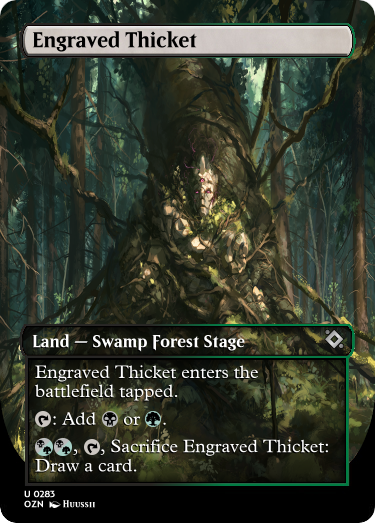 Engraved Thicket
Land — Swamp Forest Stage
Engraved Thicket enters the
battlefield tapped.
: Add or .
, , Sacrifice Engraved Thicket:
Draw a card.
U 0283
OZN Huussii